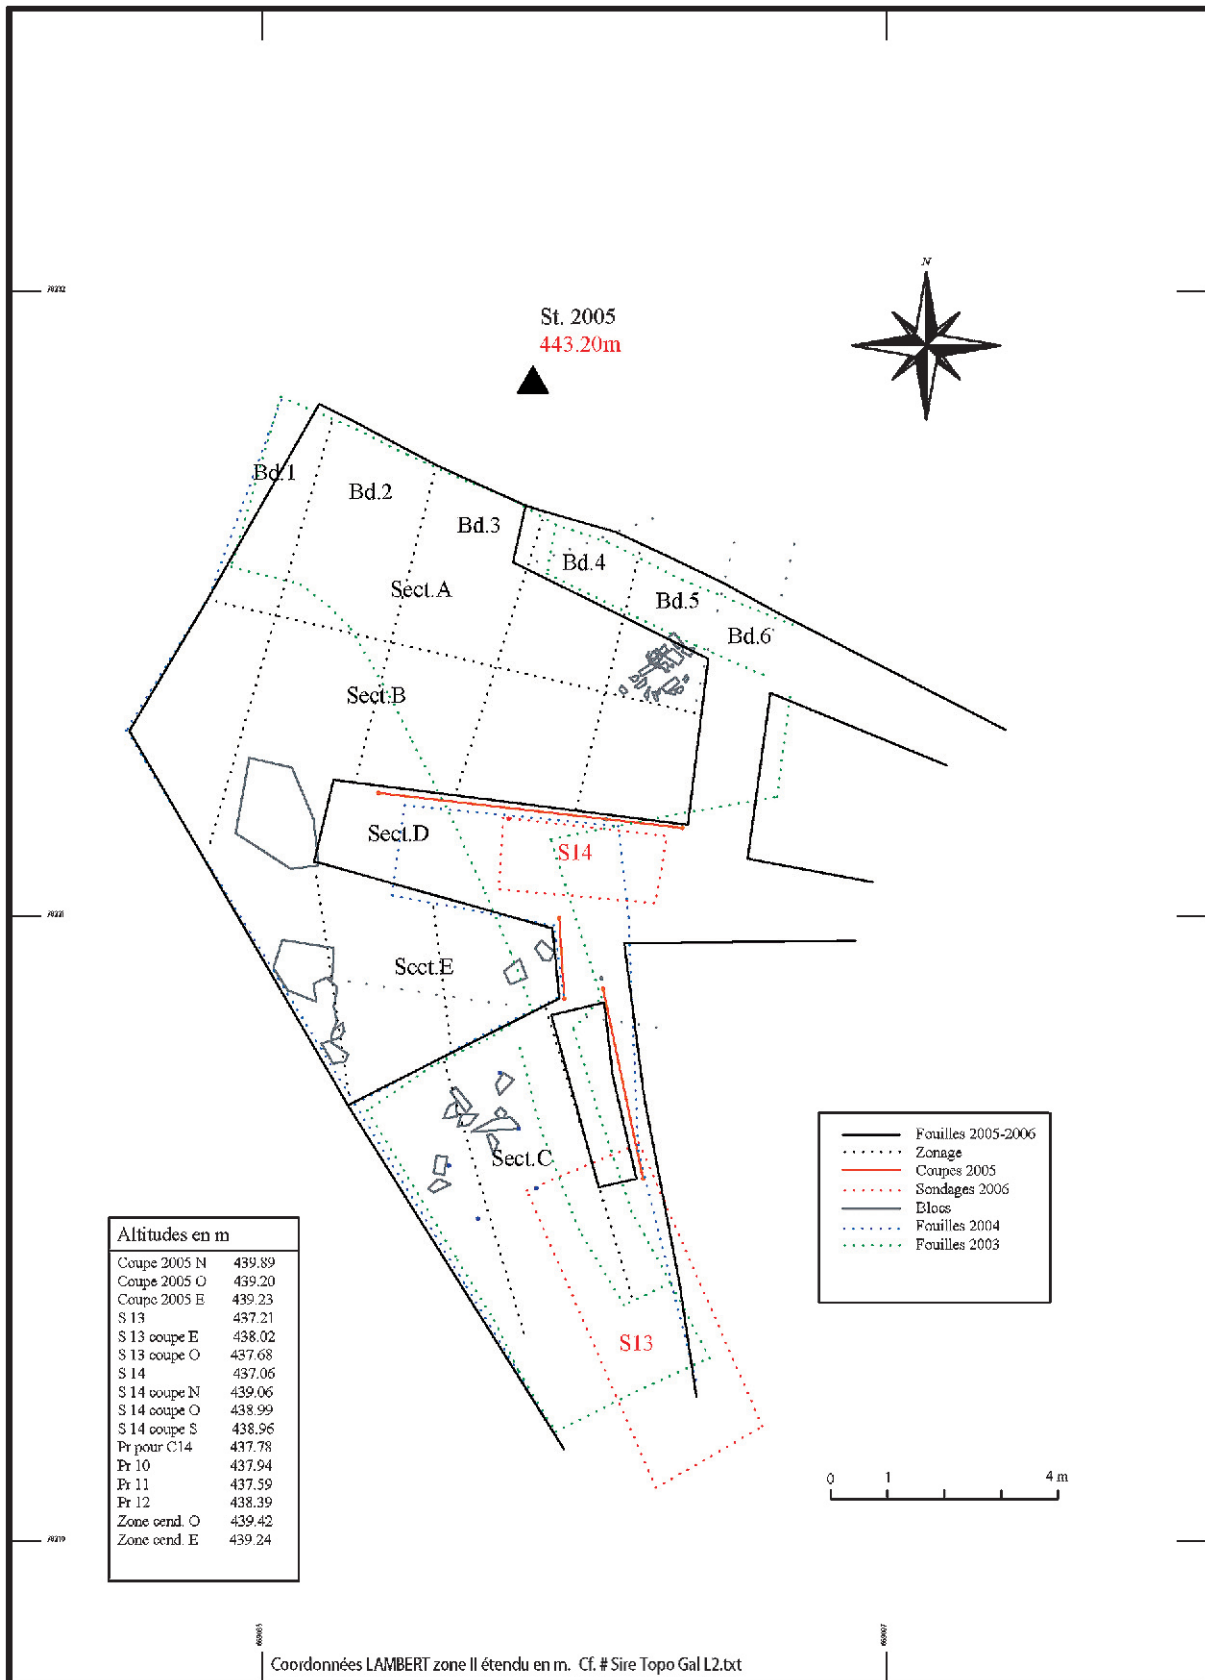 N
St. 2005
443.20m
Bd.1
Bd.2
Bd.3
Bd.4
Bd.5
Bd.6
Sect.A
Sect.B
Sect.D
S14
Sect.E
Sect.C
S13
Fouilles 2005-2006
Zonage
Coupes 2005
Sondages 2006
Blocs
Fouilles 2004
Fouilles 2003
Altitudes en m
Coupe 2005 N 439.89
Coupe 2005 O 439.20
Coupe 2005 E 439.23
S 13 437.21
S 13 coupe E 438.02
S 13 coupe O 437.68
S 14 437.06
S 14 coupe N 439.06
S 14 coupe O 438.99
S 14 coupe S 438.96
Pr pour C14 437.78
Pr 10 437.94
Pr 11 437.59
Pr 12 438.39
Zone cend. O 439.42
Zone cend. E 439.24
0 1 4 m
Coordonnées LAMBERT zone II étendu en m. Cf. # Sire Topo Gal L2.txt